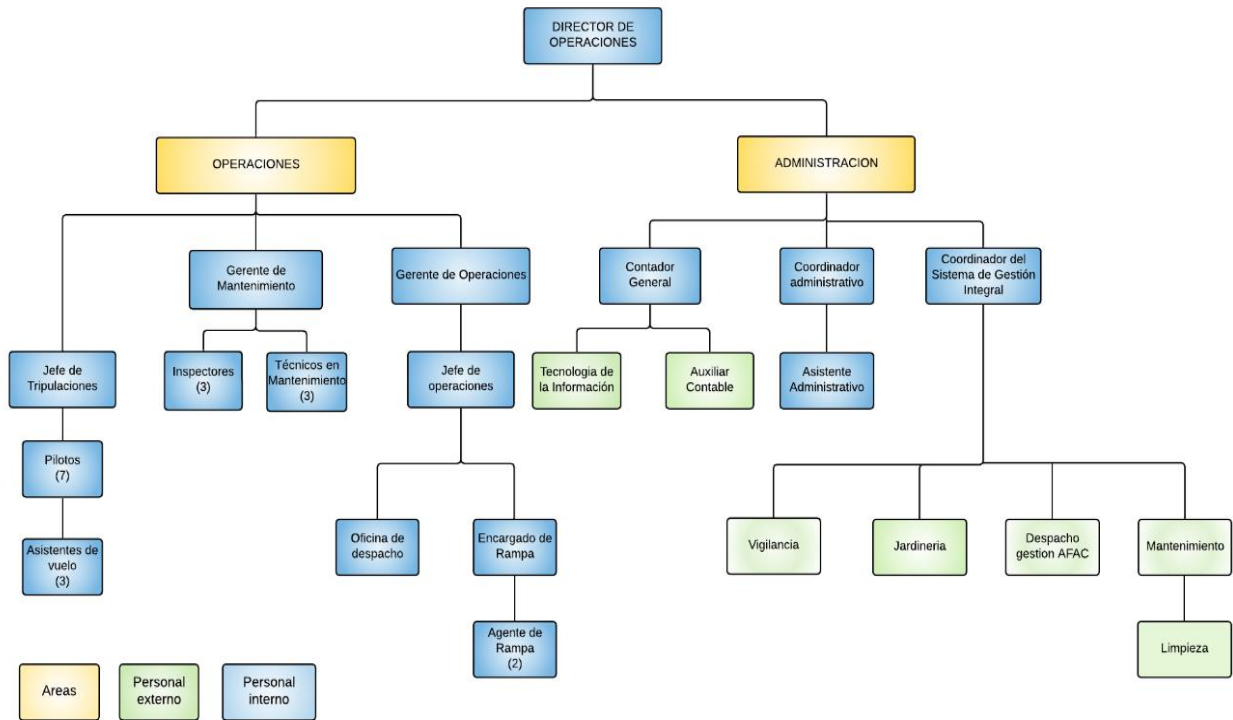 DIRECTOR DE
OPERACIONES
OPERACIONES
ADMINISTRACION
Gerente de
Mantenimiento
Gerente de Operaciones
Contador
General
Coordinador
administrativo
Coordinador del
Sistema de Gestión
Integral
Jefe de
Tripulaciones
Inspectores
(3)
Técnicos en
Mantenimiento
(3)
Jefe de
operaciones
Tecnologia de
la Información
Auxiliar
Contable
Asistente
Administrativo
Pilotos
(7)
Asistentes de
vuelo
(3)
Oficina de
despacho
Encargado de
Rampa
Vigilancia
Jardineria
Despacho
gestion AFAC
Mantenimiento
Agente de
Rampa
(2)
Limpieza
Areas
Personal
externo
Personal
interno